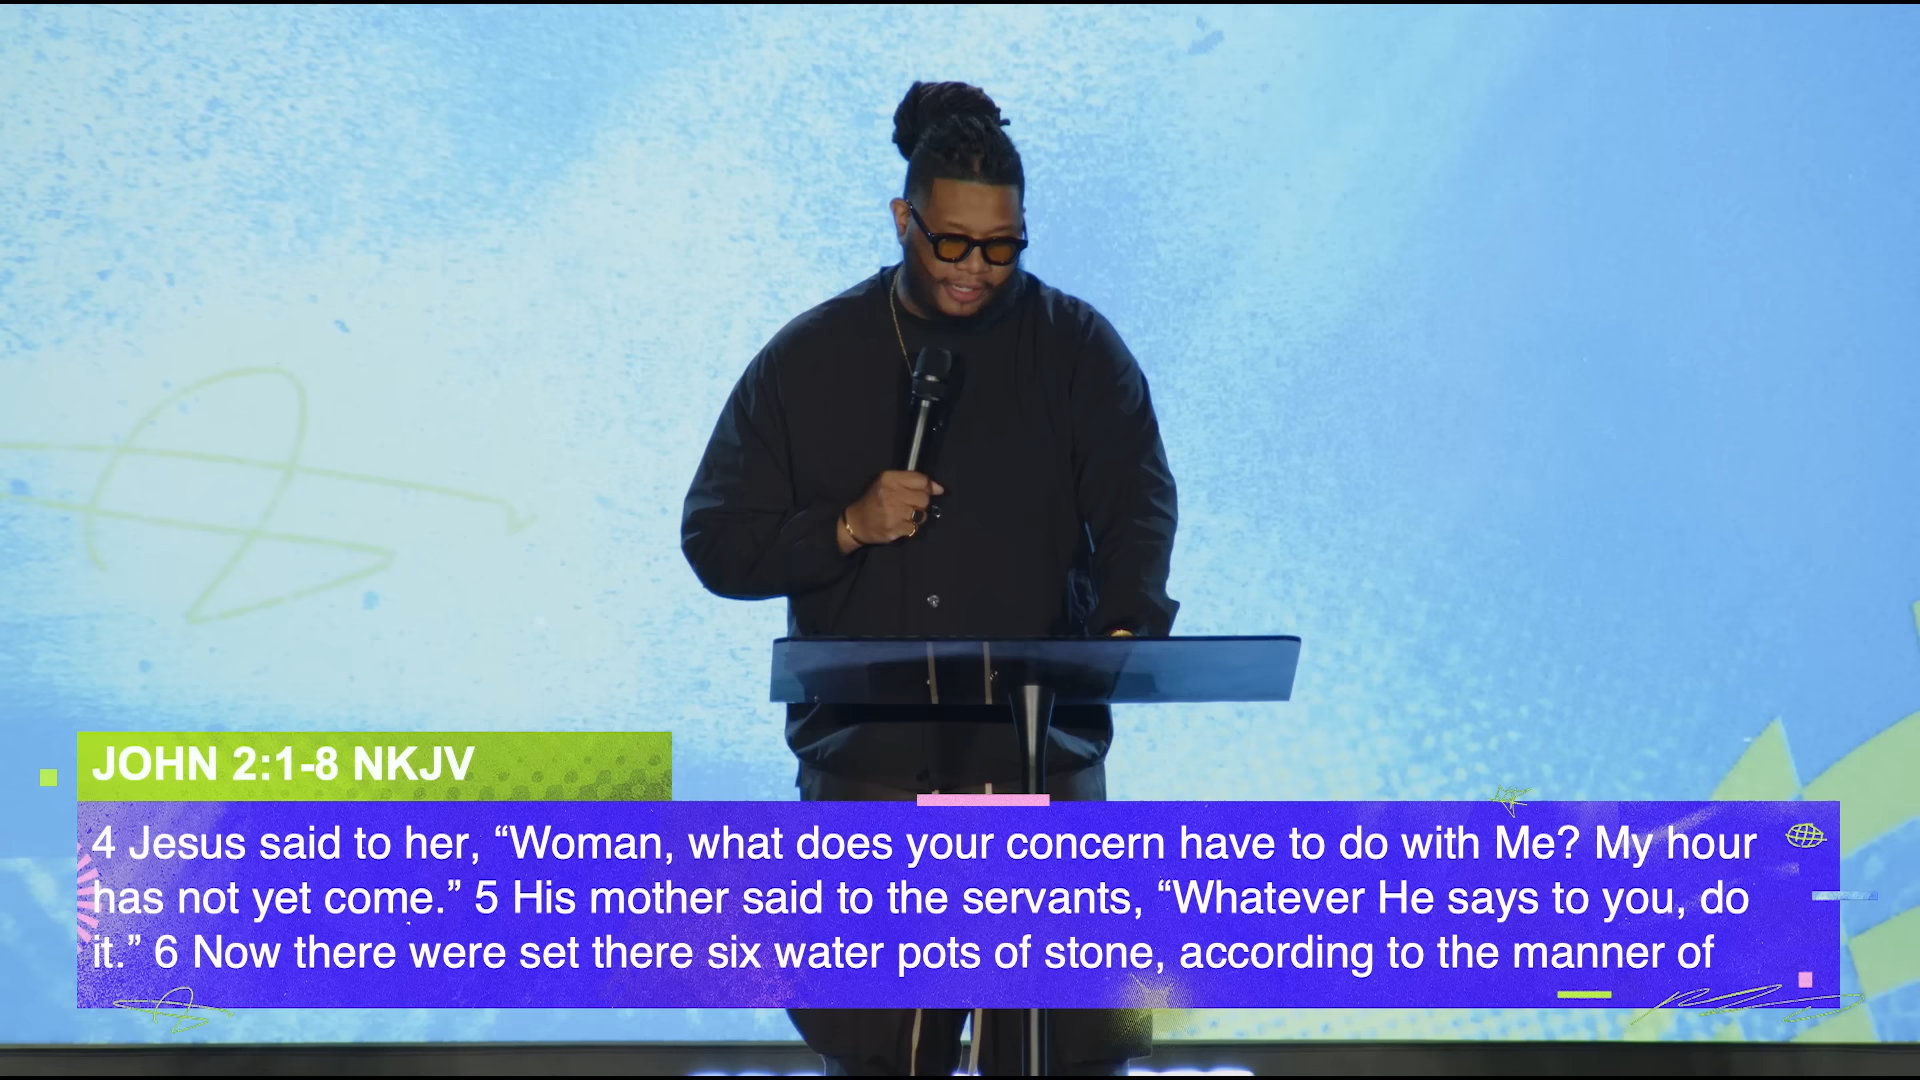 JOHN 2:1-8 NKJV
4 Jesus said to her, “Woman, what does your concern have to do with Me? My hour
has not yet come.” 5 His mother said to the servants, “Whatever He says to you, do
it.” 6 Now there were set there six water pots of stone, according to the manner of